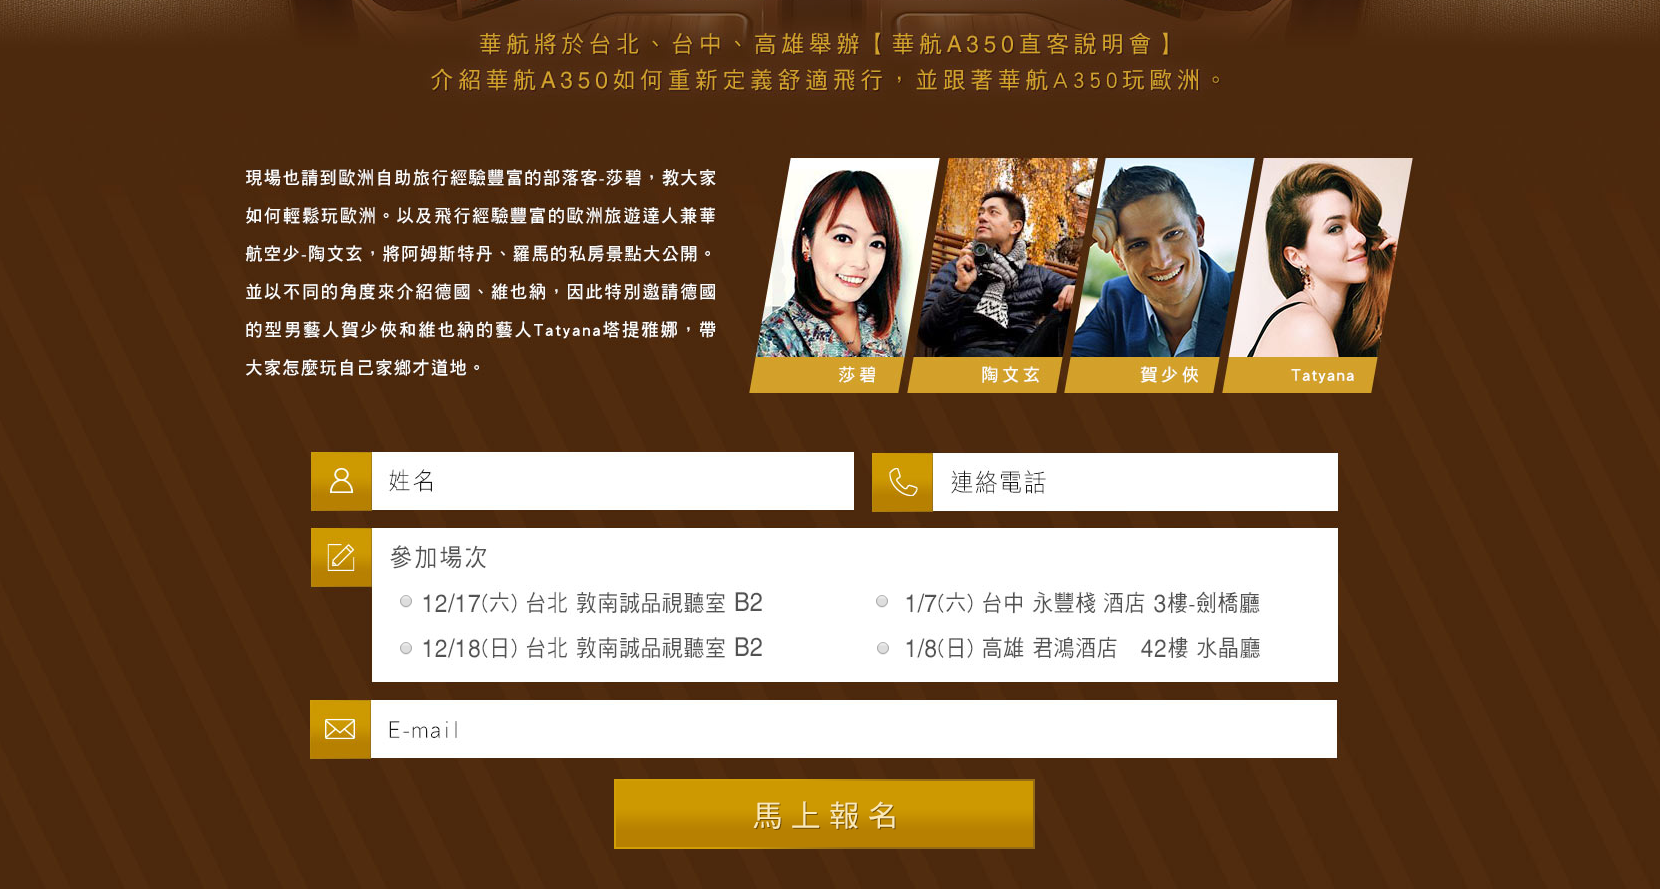 華航將於台北、台中、高雄舉辦【華航A350直客說明會】
介紹華航A350如何重新定義舒適飛行，並跟著華航A350玩歐洲。
現場也請到歐洲自助旅行經驗豐富的部落客-莎碧，教大家
如何輕鬆玩歐洲。以及飛行經驗豐富的歐洲旅遊達人兼華
航空少-陶文玄，將阿姆斯特丹、羅馬的私房景點大公開。
並以不同的角度來介紹德國、維也納，因此特別邀請德國
的型男藝人賀少俠和維也納的藝人Tatyana塔提雅娜，帶
大家怎麼玩自己家鄉才道地。
莎碧
陶文玄
賀少俠
Tatyana
姓名
連絡電話
參加場次
12/17(六) 台北 敦南誠品視聽室 B2
1/7(六) 台中 永豐棧 酒店 3樓-劍橋廳
12/18(日) 台北 敦南誠品視聽室 B2
1/8(日) 高雄 君鴻酒店　42樓 水晶廳
E-mail
馬上報名